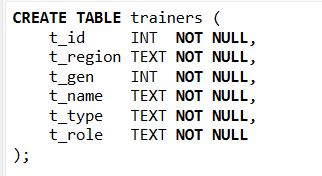 CREATE TABLE trainers (
    t_id     INT  NOT NULL,
    t_region TEXT NOT NULL,
    t_gen    INT  NOT NULL,
    t_name   TEXT NOT NULL,
    t_type   TEXT NOT NULL,
    t_role   TEXT NOT NULL
);